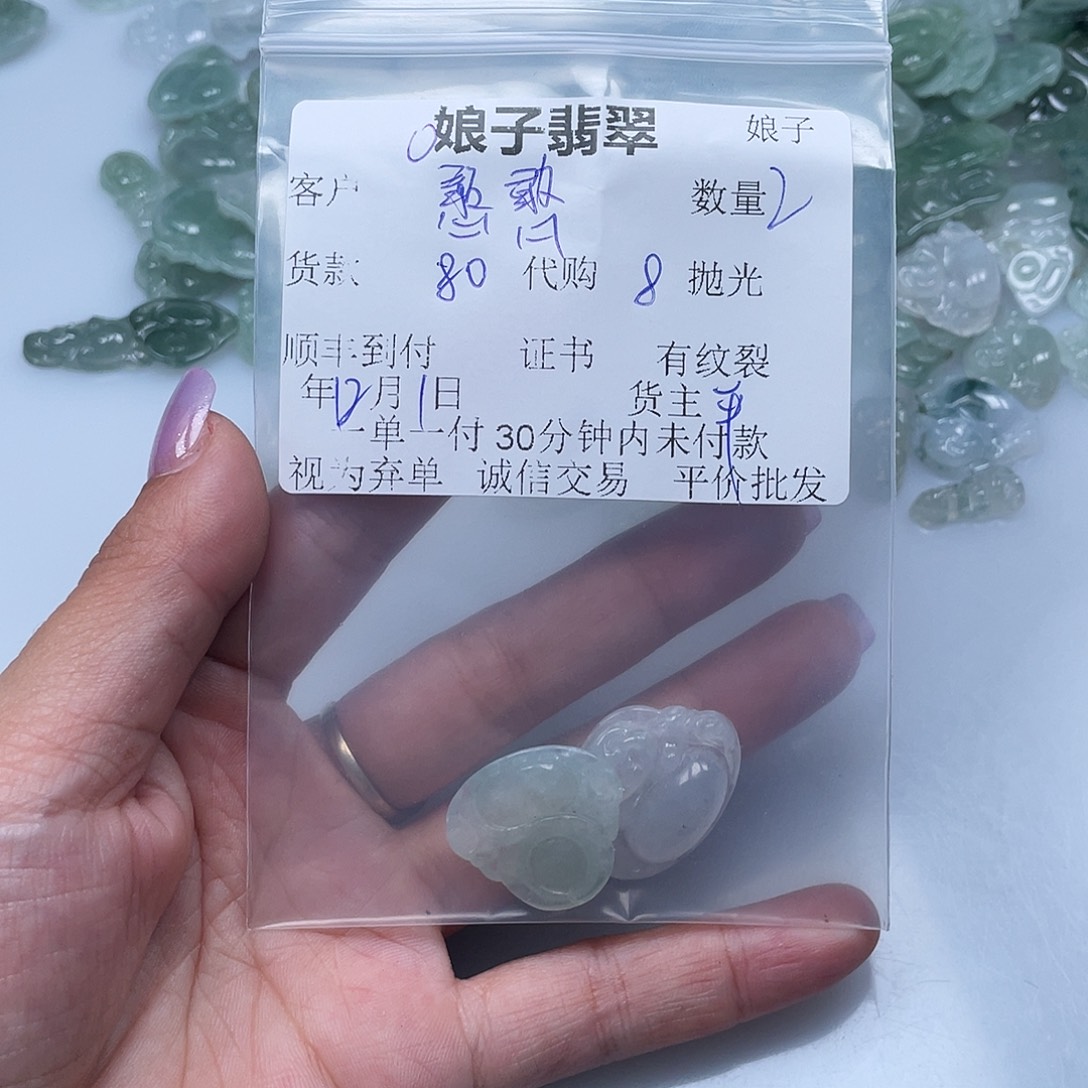 娘子翡翠 娘子
客户 憨憨 数量 2
货款 80 代购 8 抛光
顺丰到付 证书 有纹裂
年12月1日 货主
一单一付 30分钟内未付款
视为弃单 诚信交易 平价批发